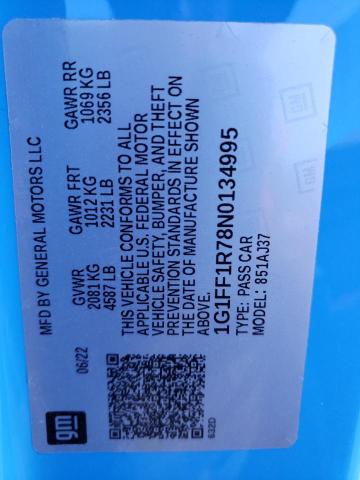 MFD BY GENERAL MOTORS LLC
06/22
GVWR
2081 KG
4587 LB
GAWR FRT
1012 KG
2231 LB
GAWR RR
1069 KG
2356 LB
THIS VEHICLE CONFORMS TO ALL
APPLICABLE U.S. FEDERAL MOTOR
VEHICLE SAFETY, BUMPER, AND THEFT
PREVENTION STANDARDS IN EFFECT ON
THE DATE OF MANUFACTURE SHOWN
ABOVE.
1G1FF1R78N0134995
TYPE: PASS CAR
MODEL: 851AJ37
gm
632D